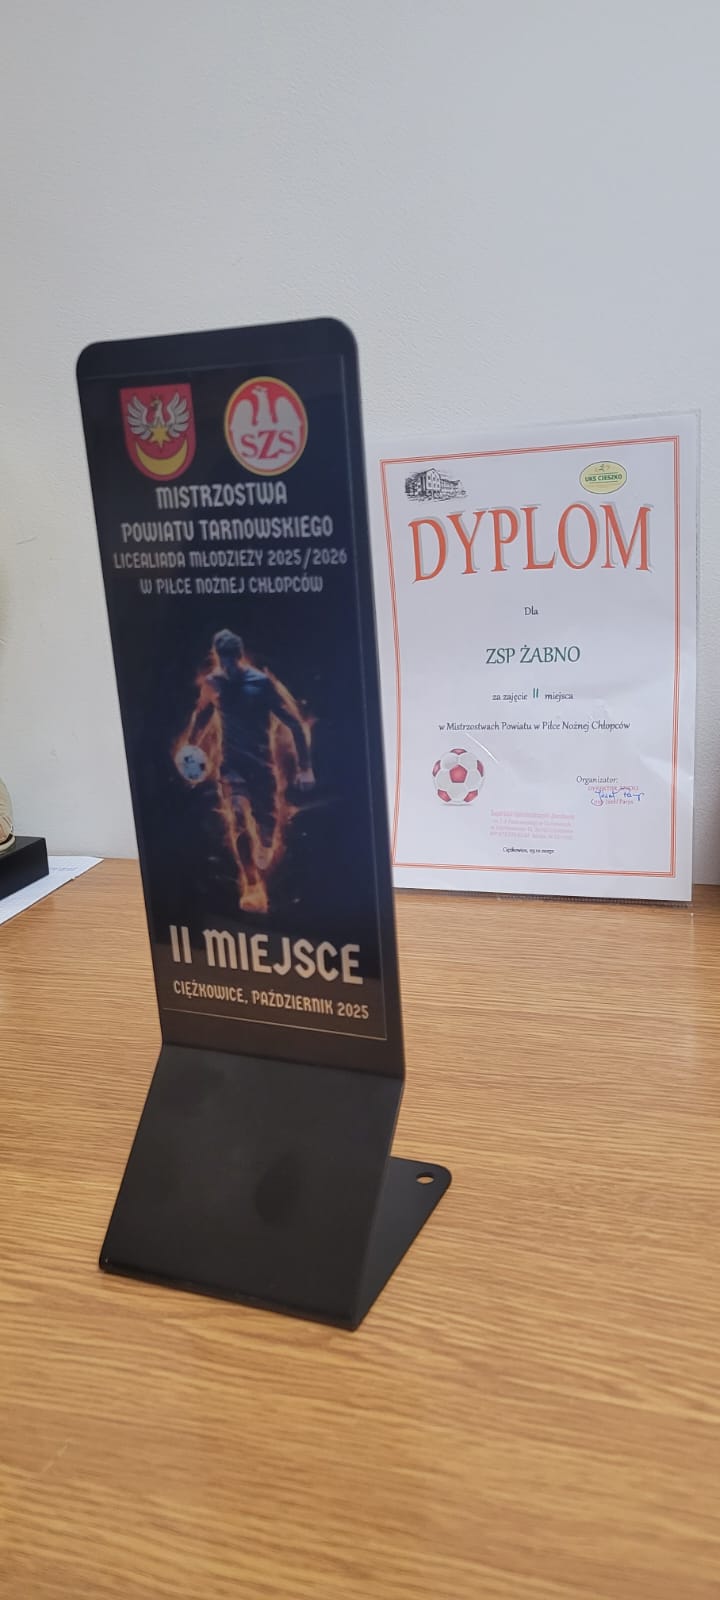 SZS
MISTRZOSTWA
POWIATU TARNOWSKIEGO
LICEALIADA MŁODZIEŻY 2025/2026
W PIŁCE NOŻNEJ CHŁOPCÓW
II MIEJSCE
CIĘŻKOWICE, PAŹDZIERNIK 2025
UKS CIESZKO
DYPLOM
Dla
ZSP ŻABNO
za zajęcie II miejsca
w Mistrzostwach Powiatu w Piłce Nożnej Chłopców
Organizator: